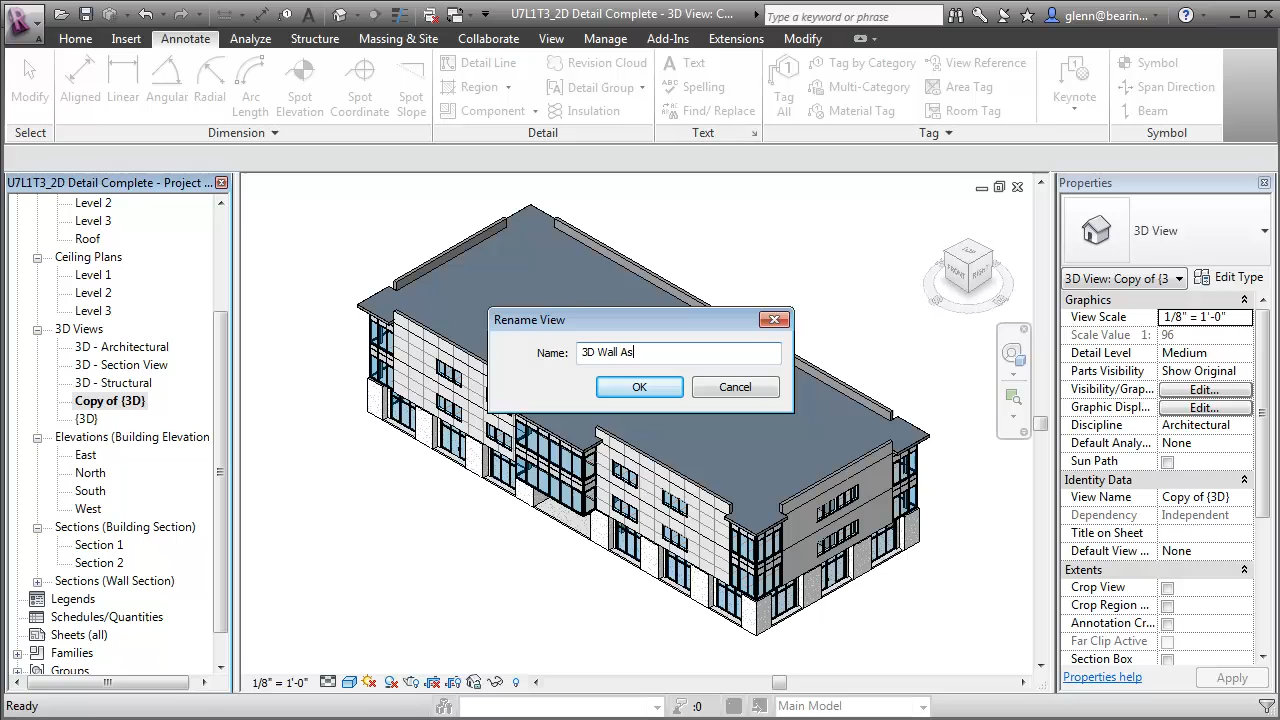 U7L1T3_2D Detail Complete - 3D View: C...
Type a keyword or phrase
glenn@bearin...
Home Insert Annotate Analyze Structure Massing & Site Collaborate View Manage Add-Ins Extensions Modify
Modify
Aligned Linear Angular Radial Arc Length Spot Elevation Spot Coordinate Spot Slope
Detail Line
Revision Cloud
Region
Detail Group
Component
Insulation
Text
Spelling
Find/ Replace
Tag All
Tag by Category
View Reference
Multi-Category
Area Tag
Material Tag
Room Tag
Keynote
Symbol
Span Direction
Beam
Select Dimension Detail Text Tag Symbol
U7L1T3_2D Detail Complete - Project ...
Level 2
Level 3
Roof
Ceiling Plans
Level 1
Level 2
Level 3
3D Views
3D - Architectural
3D - Section View
3D - Structural
Copy of {3D}
{3D}
Elevations (Building Elevation
East
North
South
West
Sections (Building Section)
Section 1
Section 2
Sections (Wall Section)
Legends
Schedules/Quantities
Sheets (all)
Families
Groups
Rename View
Name: 3D Wall As
OK Cancel
FRONT
RIGHT
1/8" = 1'-0"
Properties
3D View
3D View: Copy of {3
Edit Type
Graphics
View Scale 1/8" = 1'-0"
Scale Value 1: 96
Detail Level Medium
Parts Visibility Show Original
Visibility/Grap... Edit...
Graphic Displ... Edit...
Discipline Architectural
Default Analy... None
Sun Path
Identity Data
View Name Copy of {3D}
Dependency Independent
Title on Sheet
Default View ... None
Extents
Crop View
Crop Region ...
Annotation Cr...
Far Clip Active
Section Box
Properties help
Apply
Ready
:0
Main Model